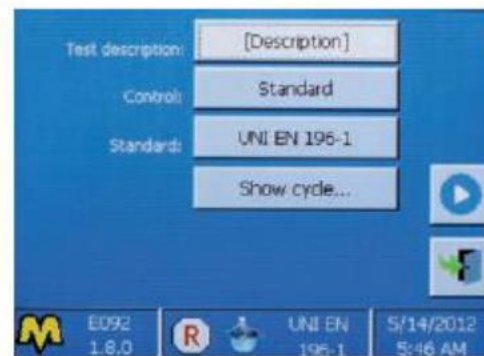 Test description: [Description]
Control: Standard
Standard: UNI EN 196-1
Show cycle...
E092
1.8.0
R
UNI EN
196-1
5/14/2012
5:46 AM